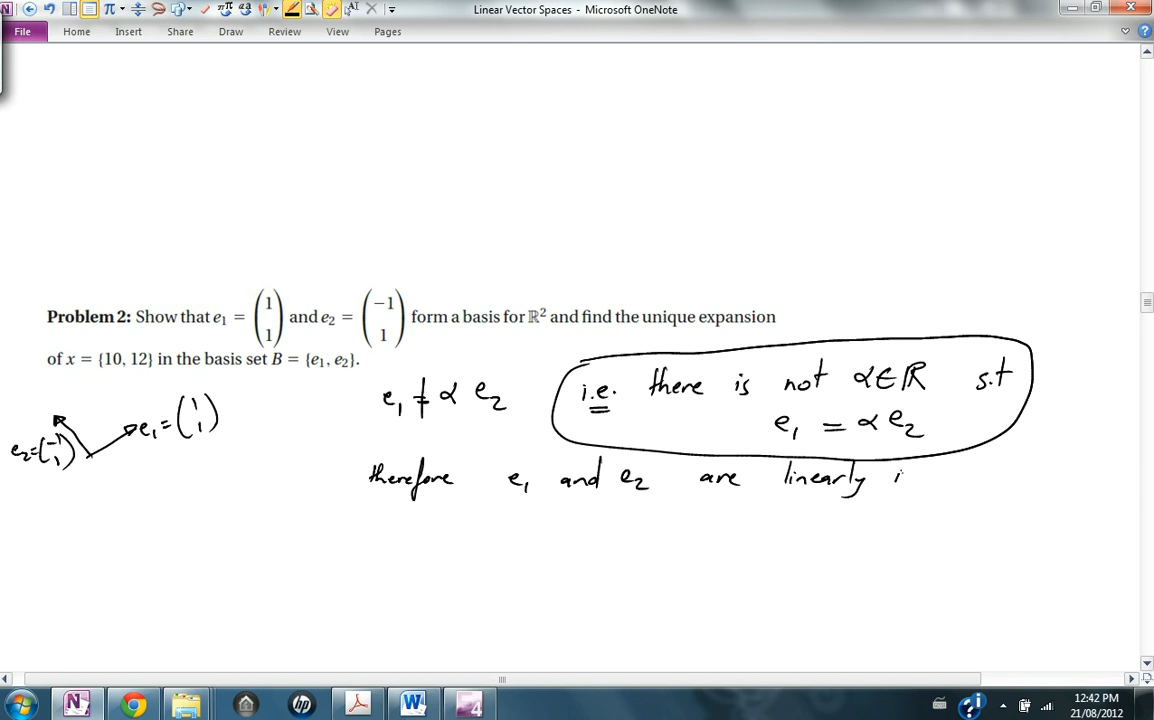 Linear Vector Spaces - Microsoft OneNote
File Home Insert Share Draw Review View Pages
Problem 2: Show that e₁ = (1 1) and e₂ = (−1 1) form a basis for ℝ² and find the unique expansion
of x = {10, 12} in the basis set B = {e₁, e₂}.
e₁ ≠ α e₂
i.e. there is not α∈ℝ s.t
e₁ = α e₂
e₁ = (1 1)
e₂ = (-1 1)
therefore e₁ and e₂ are linearly i
12:42 PM
21/08/2012